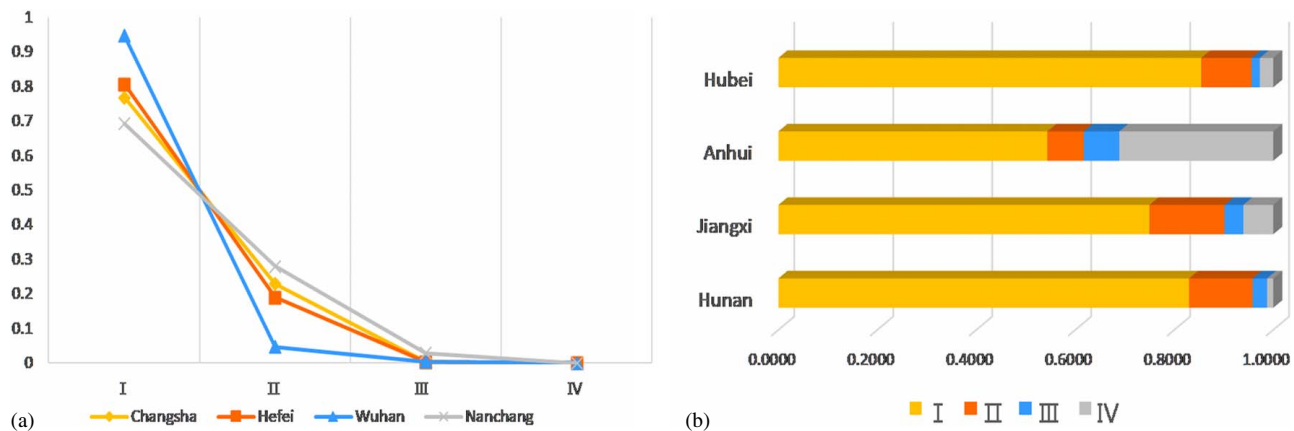 1
0.9
0.8
0.7
0.6
0.5
0.4
0.3
0.2
0.1
0
I II III IV
Changsha Hefei Wuhan Nanchang
(a)
Hubei
Anhui
Jiangxi
Hunan
0.0000 0.2000 0.4000 0.6000 0.8000 1.0000
I II III IV
(b)